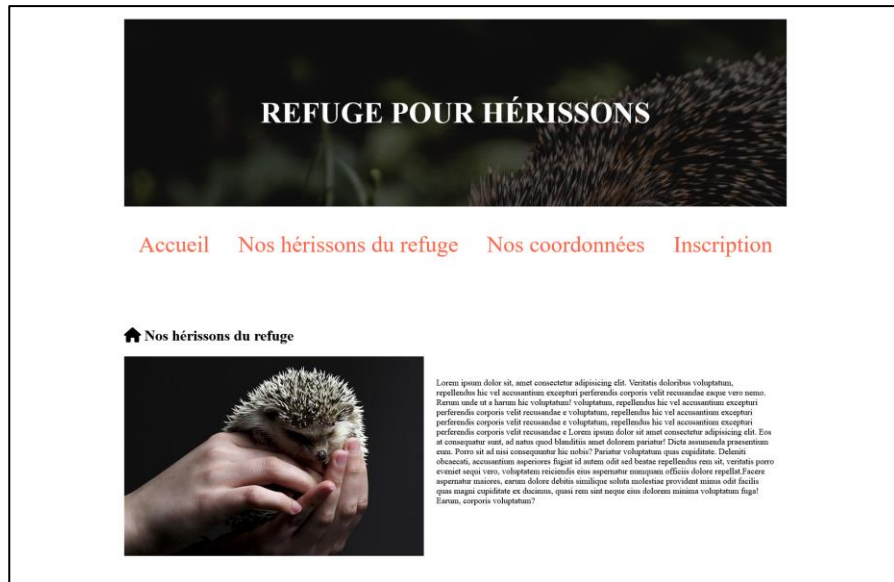 REFUGE POUR HÉRISSONS
Accueil Nos hérissons du refuge Nos coordonnées Inscription
Nos hérissons du refuge
Lorem ipsum dolor sit, amet consectetur adipisicing elit. Veritatis doloribus voluptatum,
repellendus hic vel accusantium excepturi perferendis corporis velit recusandae eaque vero nemo.
Rerum unde ut a harum hic voluptatum! voluptatum, repellendus hic vel accusantium excepturi
perferendis corporis velit recusandae e voluptatum, repellendus hic vel accusantium excepturi
perferendis corporis velit recusandae e voluptatum, repellendus hic vel accusantium excepturi
perferendis corporis velit recusandae e Lorem ipsum dolor sit amet consectetur adipisicing elit. Eos
at consequatur sunt, ad natus quod blanditiis amet dolorem pariatur! Dicta assumenda praesentium
eum. Porro sit ad nisi consequuntur hic nobis? Pariatur voluptatum quas cupiditate. Deleniti
obcaecati, accusantium asperiores fugiat id autem odit sed beatae repellendus rem sit, veritatis porro
eveniet sequi vero, voluptatem reiciendis eius aspernatur numquam officiis dolore repellat.Facere
aspernatur maiores, earum dolore debitis similique soluta molestiae provident minus odit facilis
quas magni cupiditate ex ducimus, quasi rem sint neque eius dolorem minima voluptatum fuga!
Earum, corporis voluptatum?